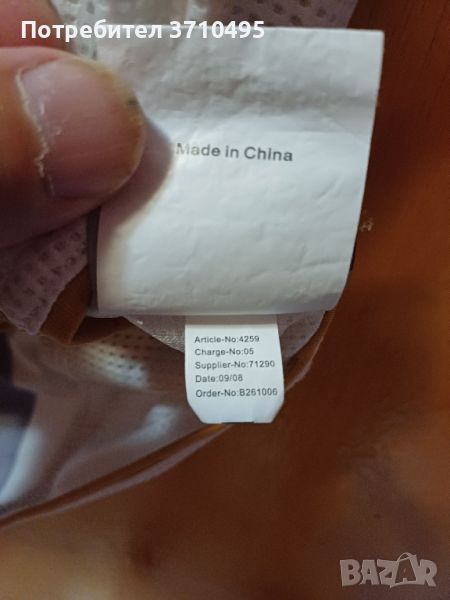 Потребител 3710495
Made in China
Article-No:4259
Charge-No:05
Supplier-No:71290
Date:09/08
Order-No:B261006
BAZAR